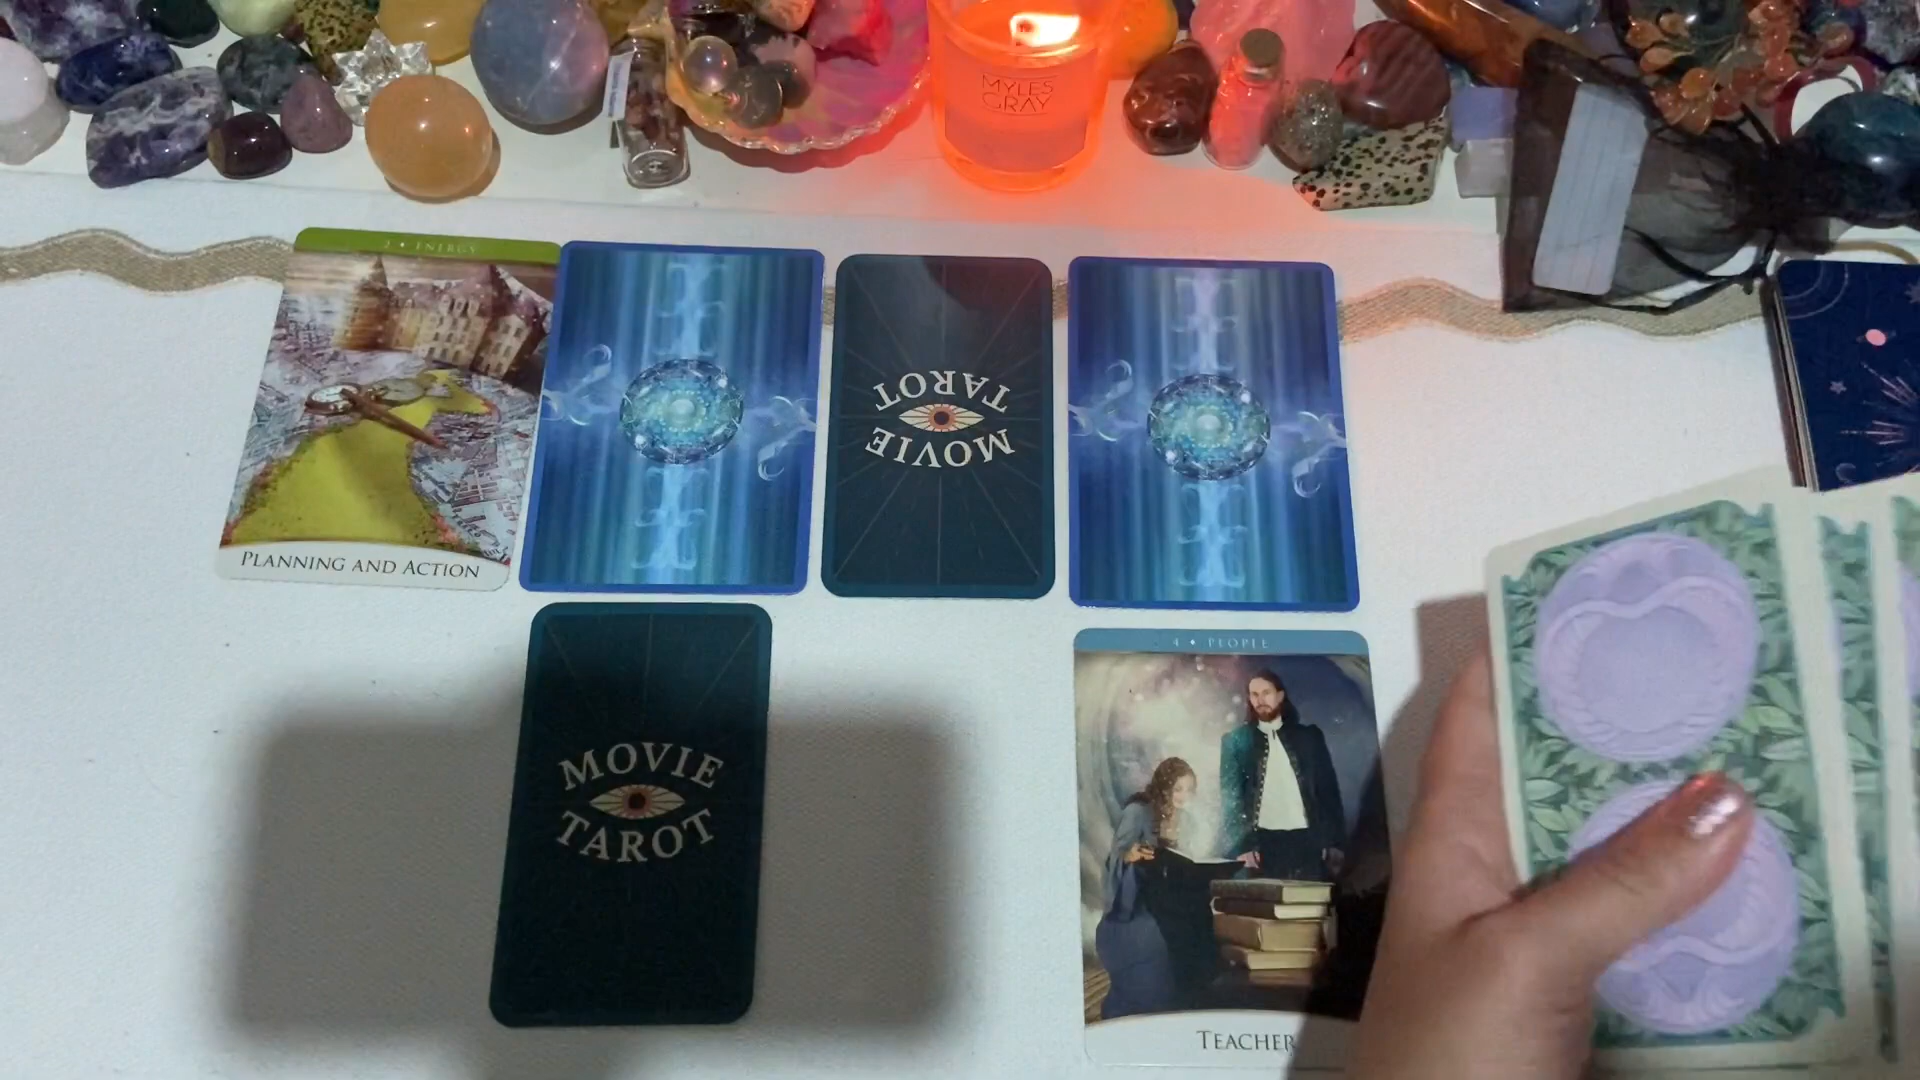 MYLES
GRAY
2 • ENERGY
PLANNING AND ACTION
MOVIE
TAROT
MOVIE
TAROT
4 • PEOPLE
TEACHER